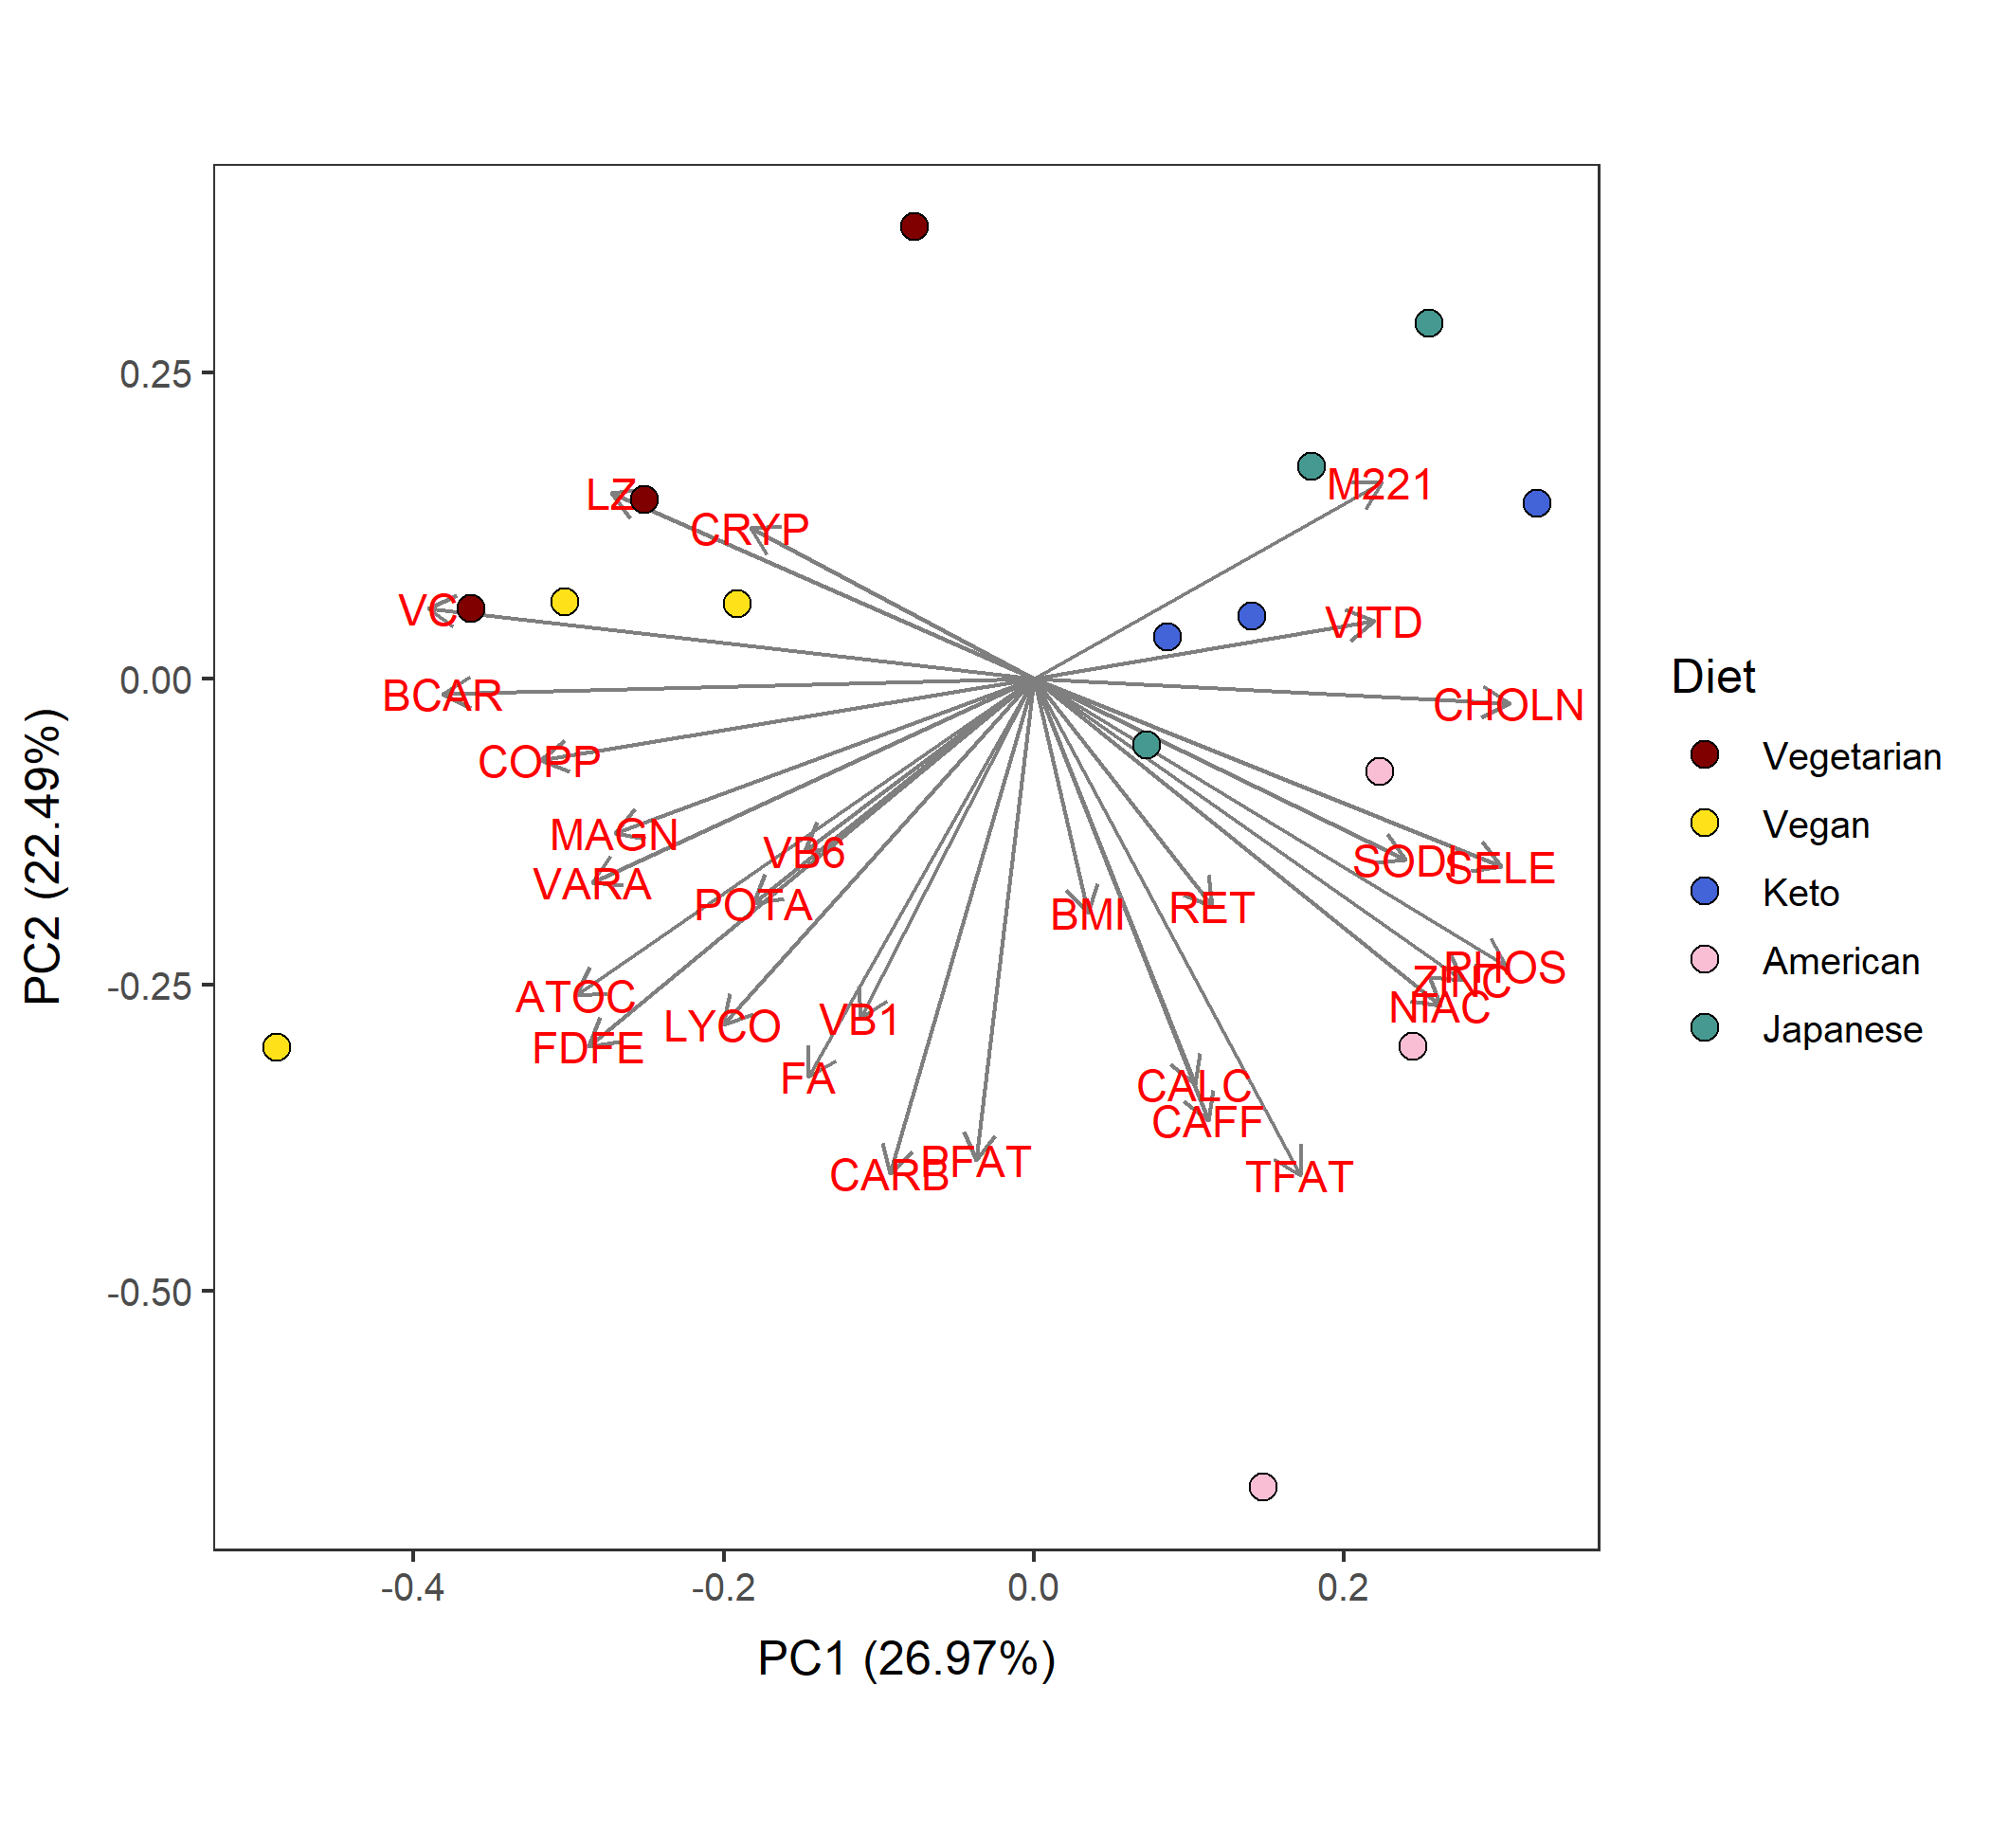 0.25
0.00
-0.25
-0.50
PC2 (22.49%)
-0.4
-0.2
0.0
0.2
PC1 (26.97%)
LZ
CRYP
M221
VC
VITD
BCAR
CHOLN
COPP
MAGN
VB6
SODI
SELE
VARA
POTA
BMI
RET
ATOC
PHOS
ZINC
NIAC
LYCO
VB1
FDFE
FA
CALC
CAFF
CARB
PFAT
TFAT
Diet
Vegetarian
Vegan
Keto
American
Japanese